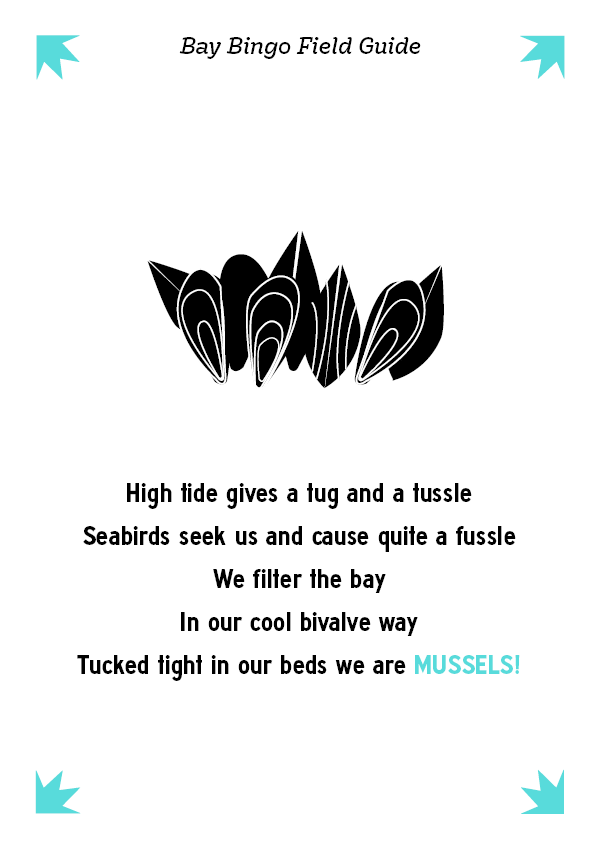 Bay Bingo Field Guide
High tide gives a tug and a tussle
Seabirds seek us and cause quite a fussle
We filter the bay
In our cool bivalve way
Tucked tight in our beds we are MUSSELS!